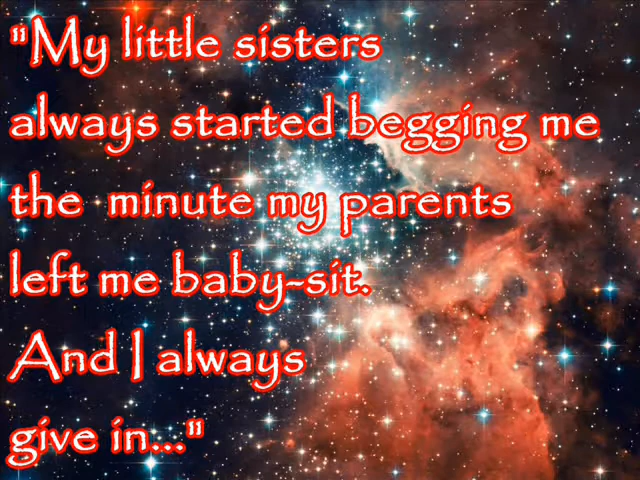 "My little sisters
always started begging me
the minute my parents
left me baby-sit.
And I always
give in..."